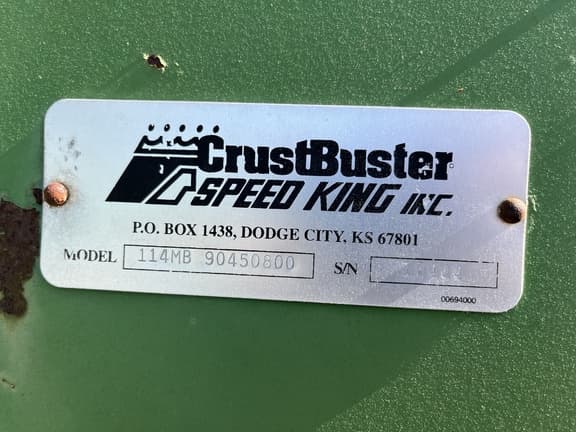 CrustBuster
SPEED KING INC.
P.O. BOX 1438, DODGE CITY, KS 67801
MODEL 114MB 90450800 S/N
00694000